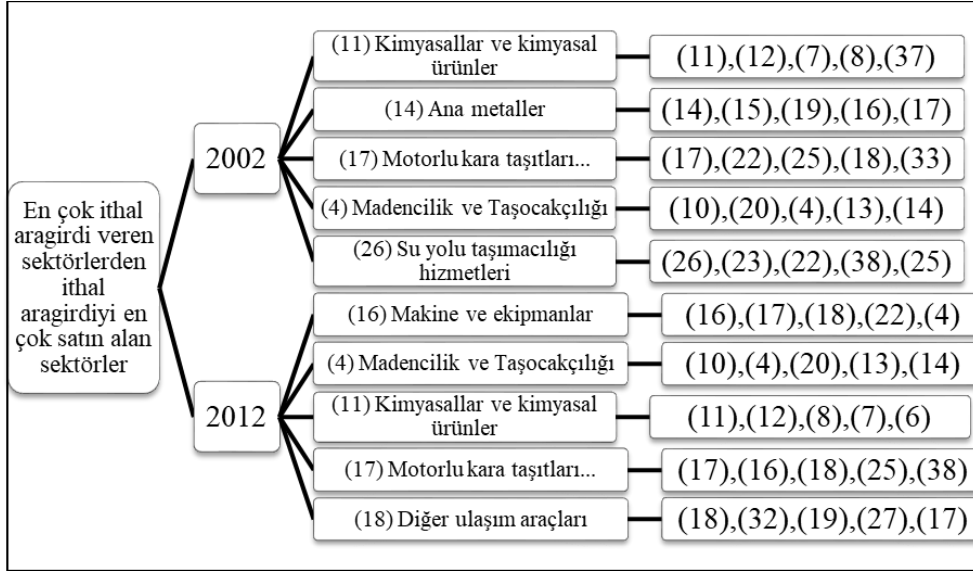 En çok ithal
aragirdi veren
sektörlerden
ithal
aragirdiyi en
çok satın alan
sektörler
2002
(11) Kimyasallar ve kimyasal
ürünler
(11),(12),(7),(8),(37)
(14) Ana metaller
(14),(15),(19),(16),(17)
(17) Motorlu kara taşıtları...
(17),(22),(25),(18),(33)
(4) Madencilik ve Taşocakçılığı
(10),(20),(4),(13),(14)
(26) Su yolu taşımacılığı
hizmetleri
(26),(23),(22),(38),(25)
2012
(16) Makine ve ekipmanlar
(16),(17),(18),(22),(4)
(4) Madencilik ve Taşocakçılığı
(10),(4),(20),(13),(14)
(11) Kimyasallar ve kimyasal
ürünler
(11),(12),(8),(7),(6)
(17) Motorlu kara taşıtları...
(17),(16),(18),(25),(38)
(18) Diğer ulaşım araçları
(18),(32),(19),(27),(17)